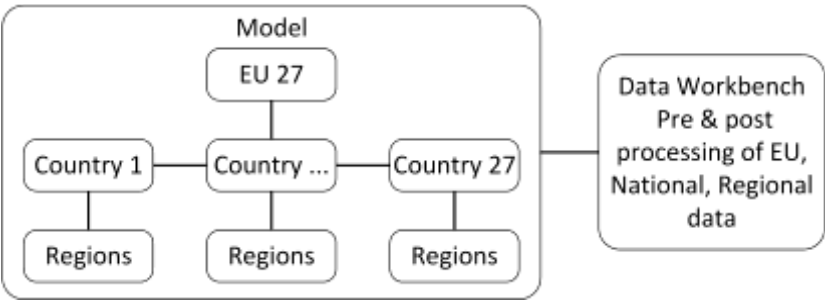 Model
EU 27
Country 1
Country ...
Country 27
Regions
Regions
Regions
Data Workbench
Pre & post
processing of EU,
National, Regional
data